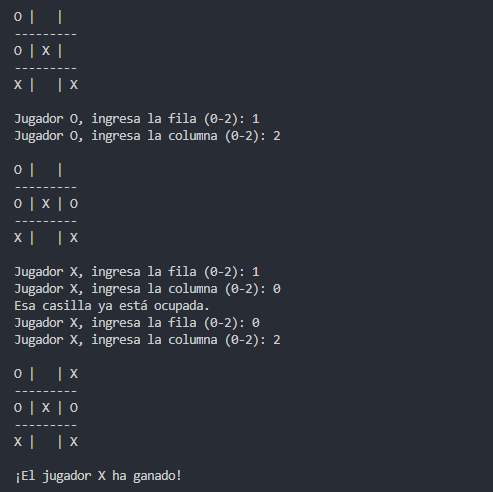 O |   |
---------
O | X |
---------
X |   | X
Jugador O, ingresa la fila (0-2): 1
Jugador O, ingresa la columna (0-2): 2
O |   |
---------
O | X | O
---------
X |   | X
Jugador X, ingresa la fila (0-2): 1
Jugador X, ingresa la columna (0-2): 0
Esa casilla ya está ocupada.
Jugador X, ingresa la fila (0-2): 0
Jugador X, ingresa la columna (0-2): 2
O |   | X
---------
O | X | O
---------
X |   | X
¡El jugador X ha ganado!